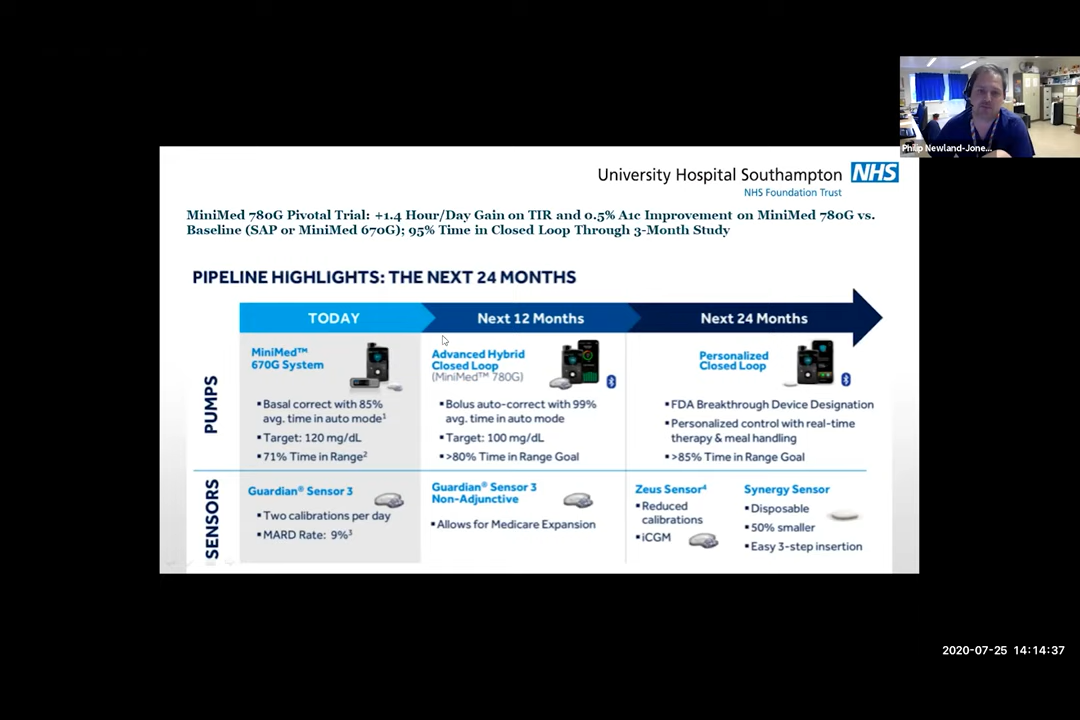 Philip Newland-Jone...
University Hospital Southampton NHS
NHS Foundation Trust
MiniMed 780G Pivotal Trial: +1.4 Hour/Day Gain on TIR and 0.5% A1c Improvement on MiniMed 780G vs.
Baseline (SAP or MiniMed 670G); 95% Time in Closed Loop Through 3-Month Study
PIPELINE HIGHLIGHTS: THE NEXT 24 MONTHS
TODAY
Next 12 Months
Next 24 Months
PUMPS
MiniMed™
670G System
▪Basal correct with 85%
avg. time in auto mode¹
▪Target: 120 mg/dL
▪71% Time in Range²
Advanced Hybrid
Closed Loop
(MiniMed™ 780G)
▪Bolus auto-correct with 99%
avg. time in auto mode
▪Target: 100 mg/dL
▪>80% Time in Range Goal
Personalized
Closed Loop
▪FDA Breakthrough Device Designation
▪Personalized control with real-time
therapy & meal handling
▪>85% Time in Range Goal
SENSORS
Guardian® Sensor 3
▪Two calibrations per day
▪MARD Rate: 9%³
Guardian® Sensor 3
Non-Adjunctive
▪Allows for Medicare Expansion
Zeus Sensor⁴
▪Reduced
calibrations
▪iCGM
Synergy Sensor
▪Disposable
▪50% smaller
▪Easy 3-step insertion
2020-07-25 14:14:37